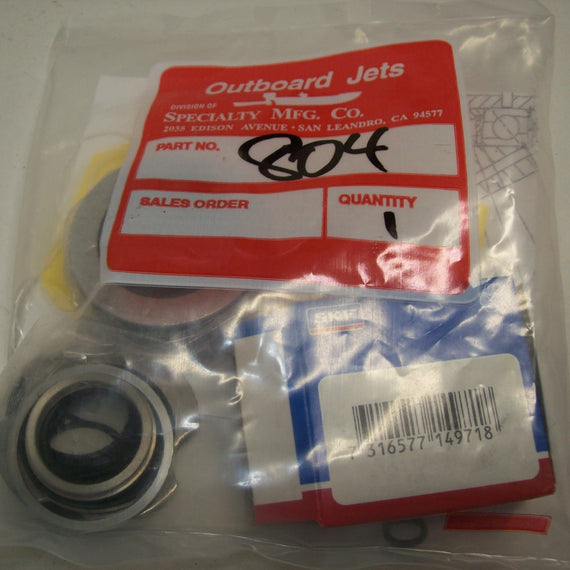 Outboard Jets
DIVISION OF
SPECIALTY MFG. CO.
2035 EDISON AVENUE • SAN LEANDRO, CA 94577
PART NO. 804
SALES ORDER
QUANTITY
1
SKF
7 316577 149718